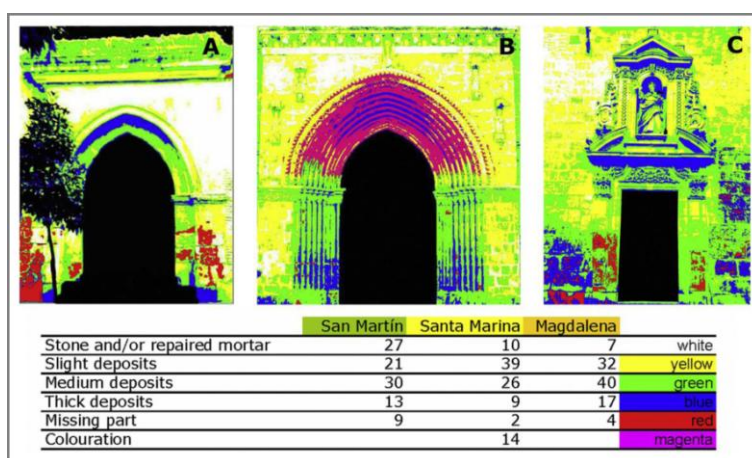 A B C
San Martín Santa Marina Magdalena
Stone and/or repaired mortar 27 10 7 white
Slight deposits 21 39 32 yellow
Medium deposits 30 26 40 green
Thick deposits 13 9 17 blue
Missing part 9 2 4 red
Colouration 14 magenta